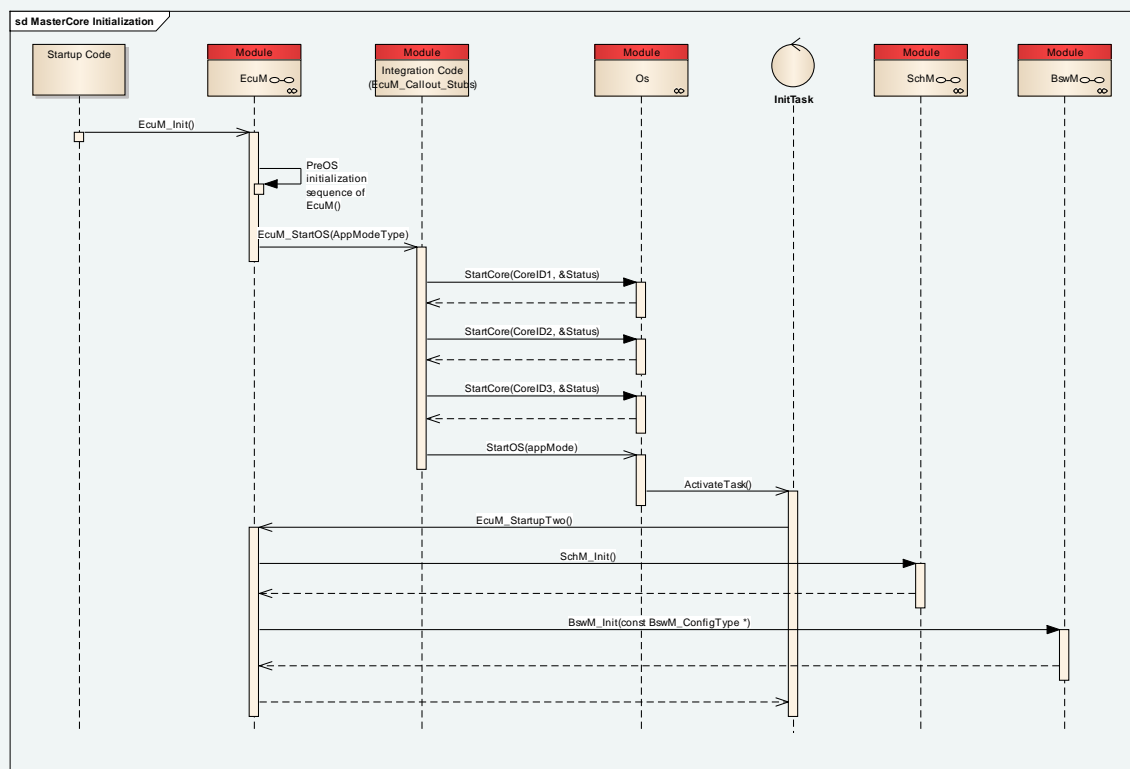 sd MasterCore Initialization
Startup Code
Module
EcuM
Module
Integration Code
(EcuM_Callout_Stubs)
Module
Os
InitTask
Module
SchM
Module
BswM
EcuM_Init()
PreOS
initialization
sequence of
EcuM()
EcuM_StartOS(AppModeType)
StartCore(CoreID1, &Status)
StartCore(CoreID2, &Status)
StartCore(CoreID3, &Status)
StartOS(appMode)
ActivateTask()
EcuM_StartupTwo()
SchM_Init()
BswM_Init(const BswM_ConfigType *)